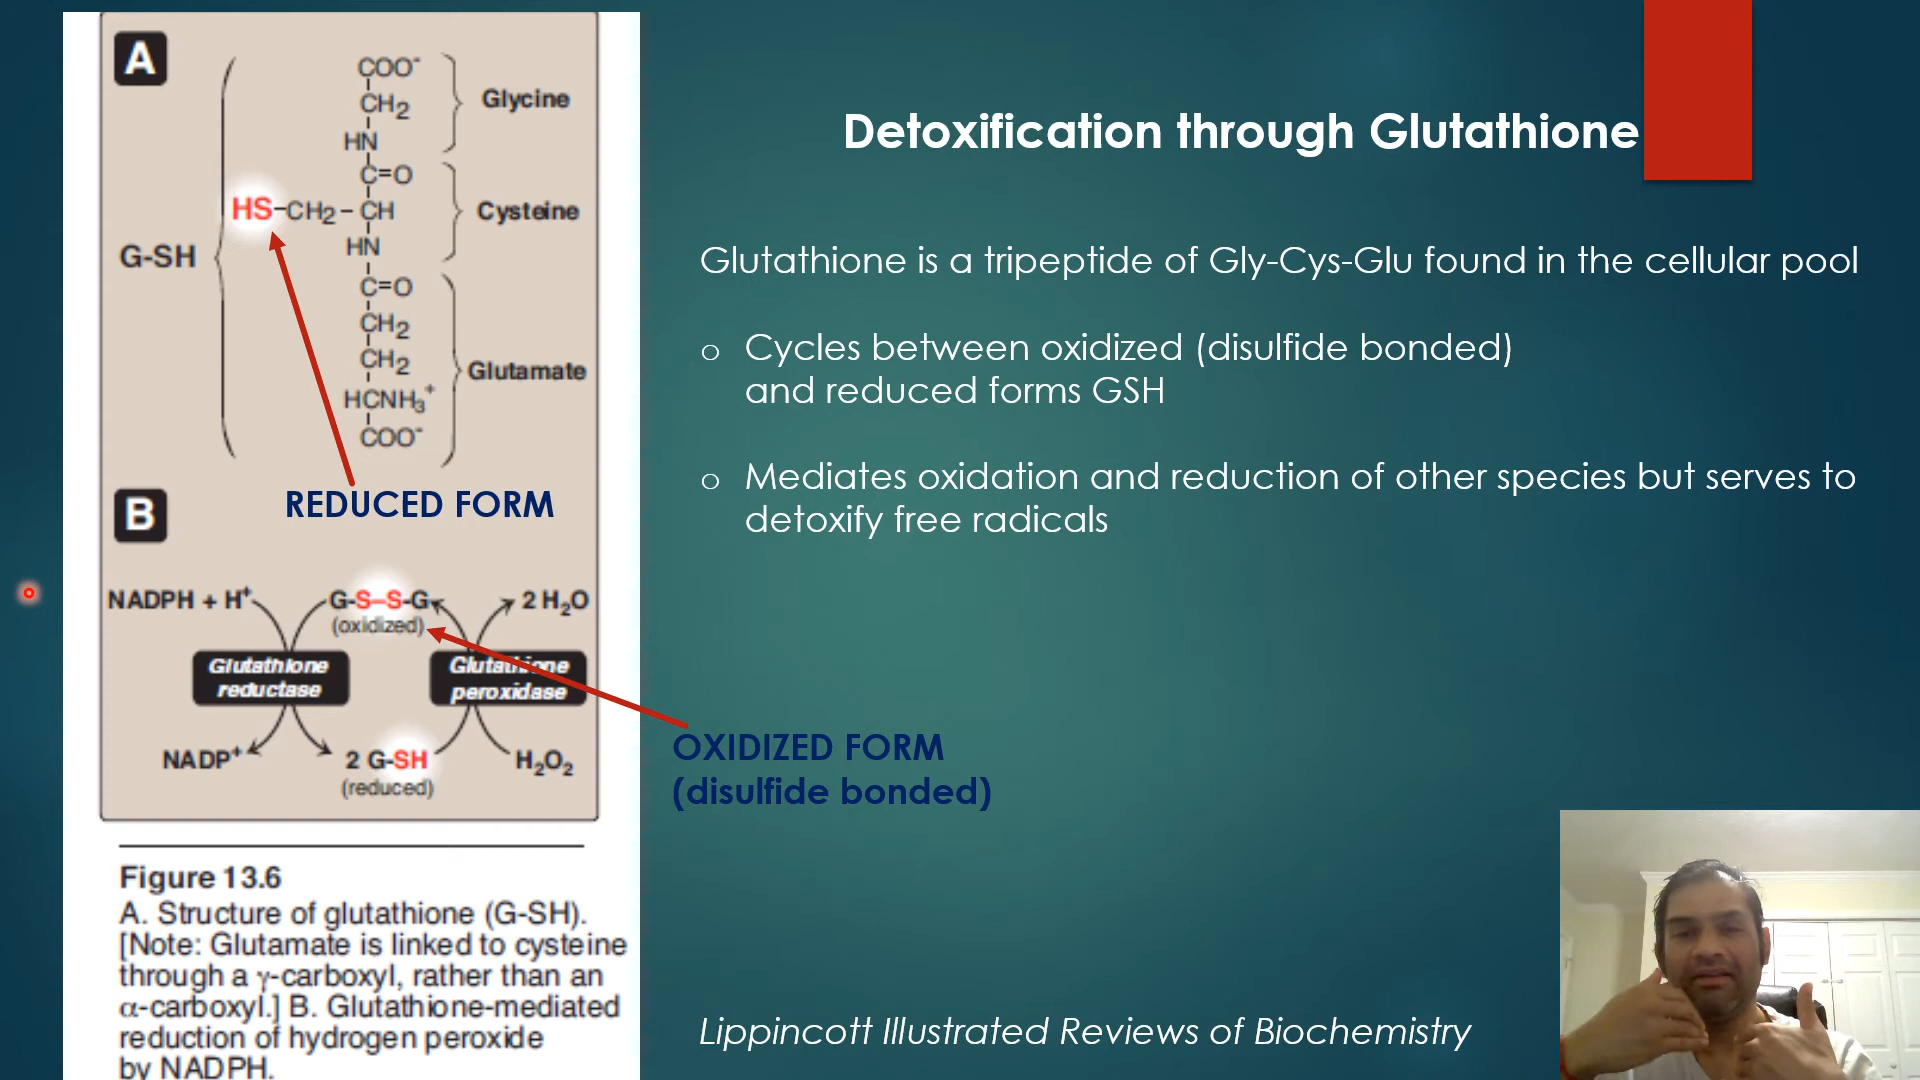 A
COO⁻
CH₂
HN
C=O
HS-CH₂-CH
HN
C=O
CH₂
CH₂
HCNH₃⁺
COO⁻
Glycine
Cysteine
Glutamate
G-SH
REDUCED FORM
B
NADPH + H⁺
G-S–S-G
(oxidized)
2 H₂O
Glutathione
reductase
Glutathione
peroxidase
NADP⁺
2 G-SH
(reduced)
H₂O₂
OXIDIZED FORM
(disulfide bonded)
Figure 13.6
A. Structure of glutathione (G-SH).
[Note: Glutamate is linked to cysteine
through a γ-carboxyl, rather than an
α-carboxyl.] B. Glutathione-mediated
reduction of hydrogen peroxide
by NADPH.
Detoxification through Glutathione
Glutathione is a tripeptide of Gly-Cys-Glu found in the cellular pool
o Cycles between oxidized (disulfide bonded)
and reduced forms GSH
o Mediates oxidation and reduction of other species but serves to
detoxify free radicals
Lippincott Illustrated Reviews of Biochemistry